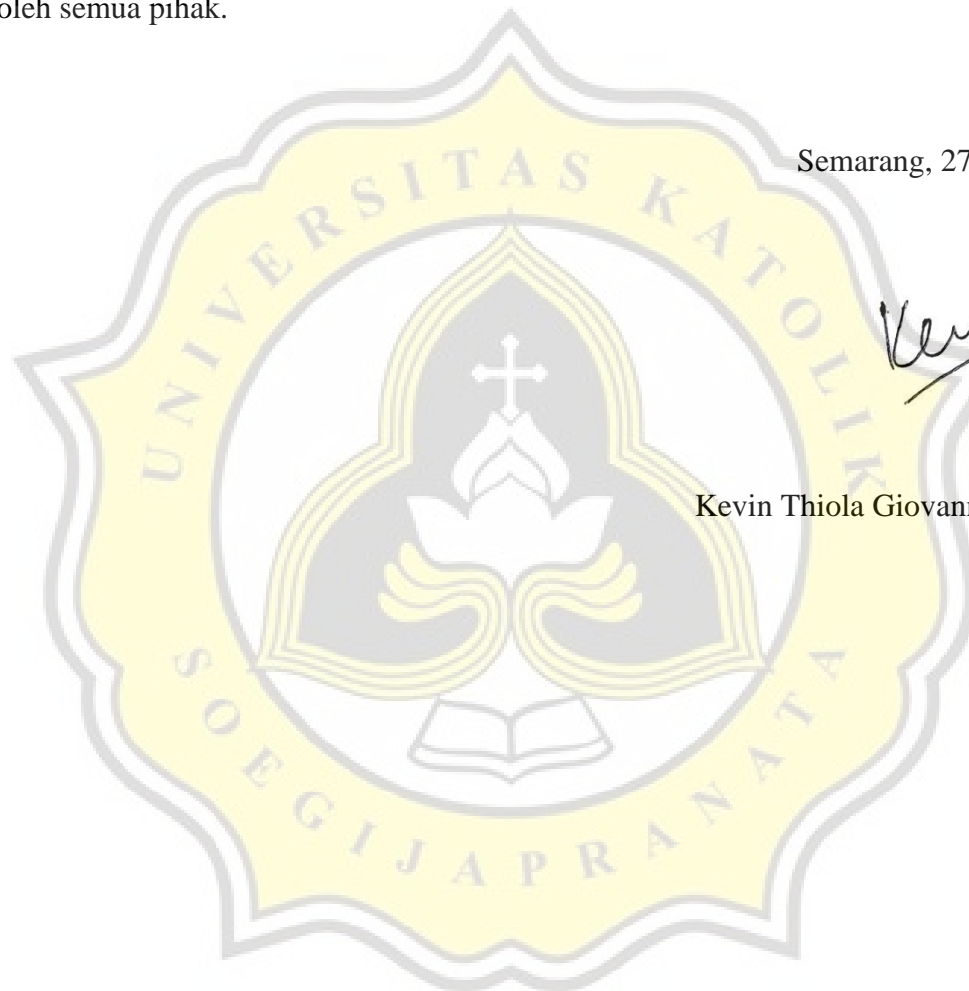 oleh semua pihak.
Semarang, 27
UNIVERSITAS KATOLIK
Kevin Thiola Giovann
SOEGIJAPRANATA